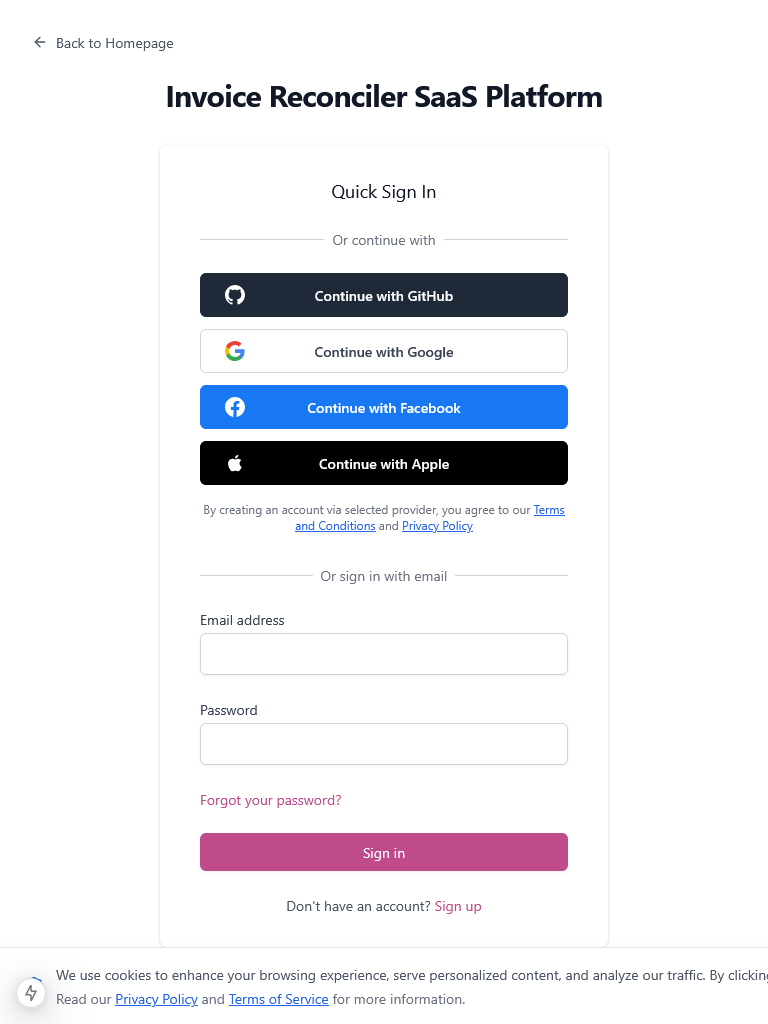 Back to Homepage
Invoice Reconciler SaaS Platform
Quick Sign In
Or continue with
Continue with GitHub
Continue with Google
Continue with Facebook
Continue with Apple
By creating an account via selected provider, you agree to our Terms
and Conditions and Privacy Policy
Or sign in with email
Email address
Password
Forgot your password?
Sign in
Don't have an account? Sign up
We use cookies to enhance your browsing experience, serve personalized content, and analyze our traffic. By clicking
Read our Privacy Policy and Terms of Service for more information.